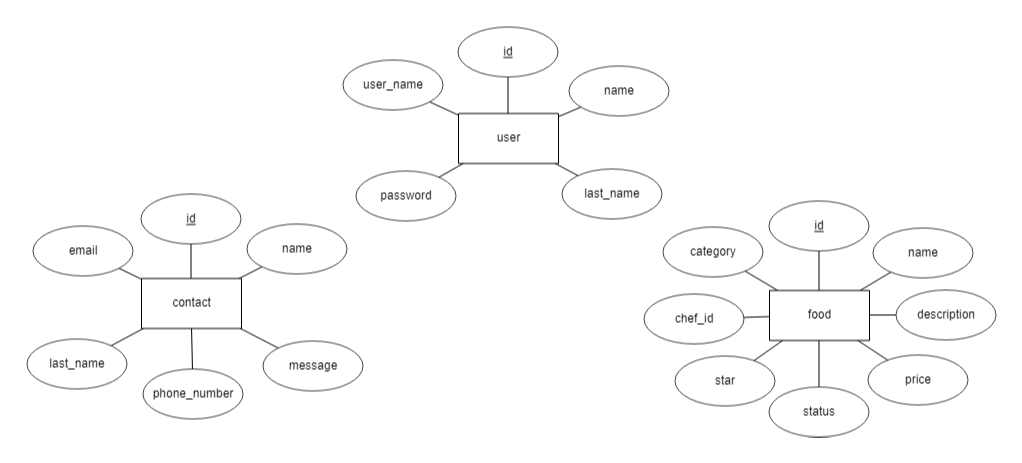 id
user_name
name
user
password
last_name
id
email
name
contact
last_name
phone_number
message
id
category
name
chef_id
food
description
star
price
status